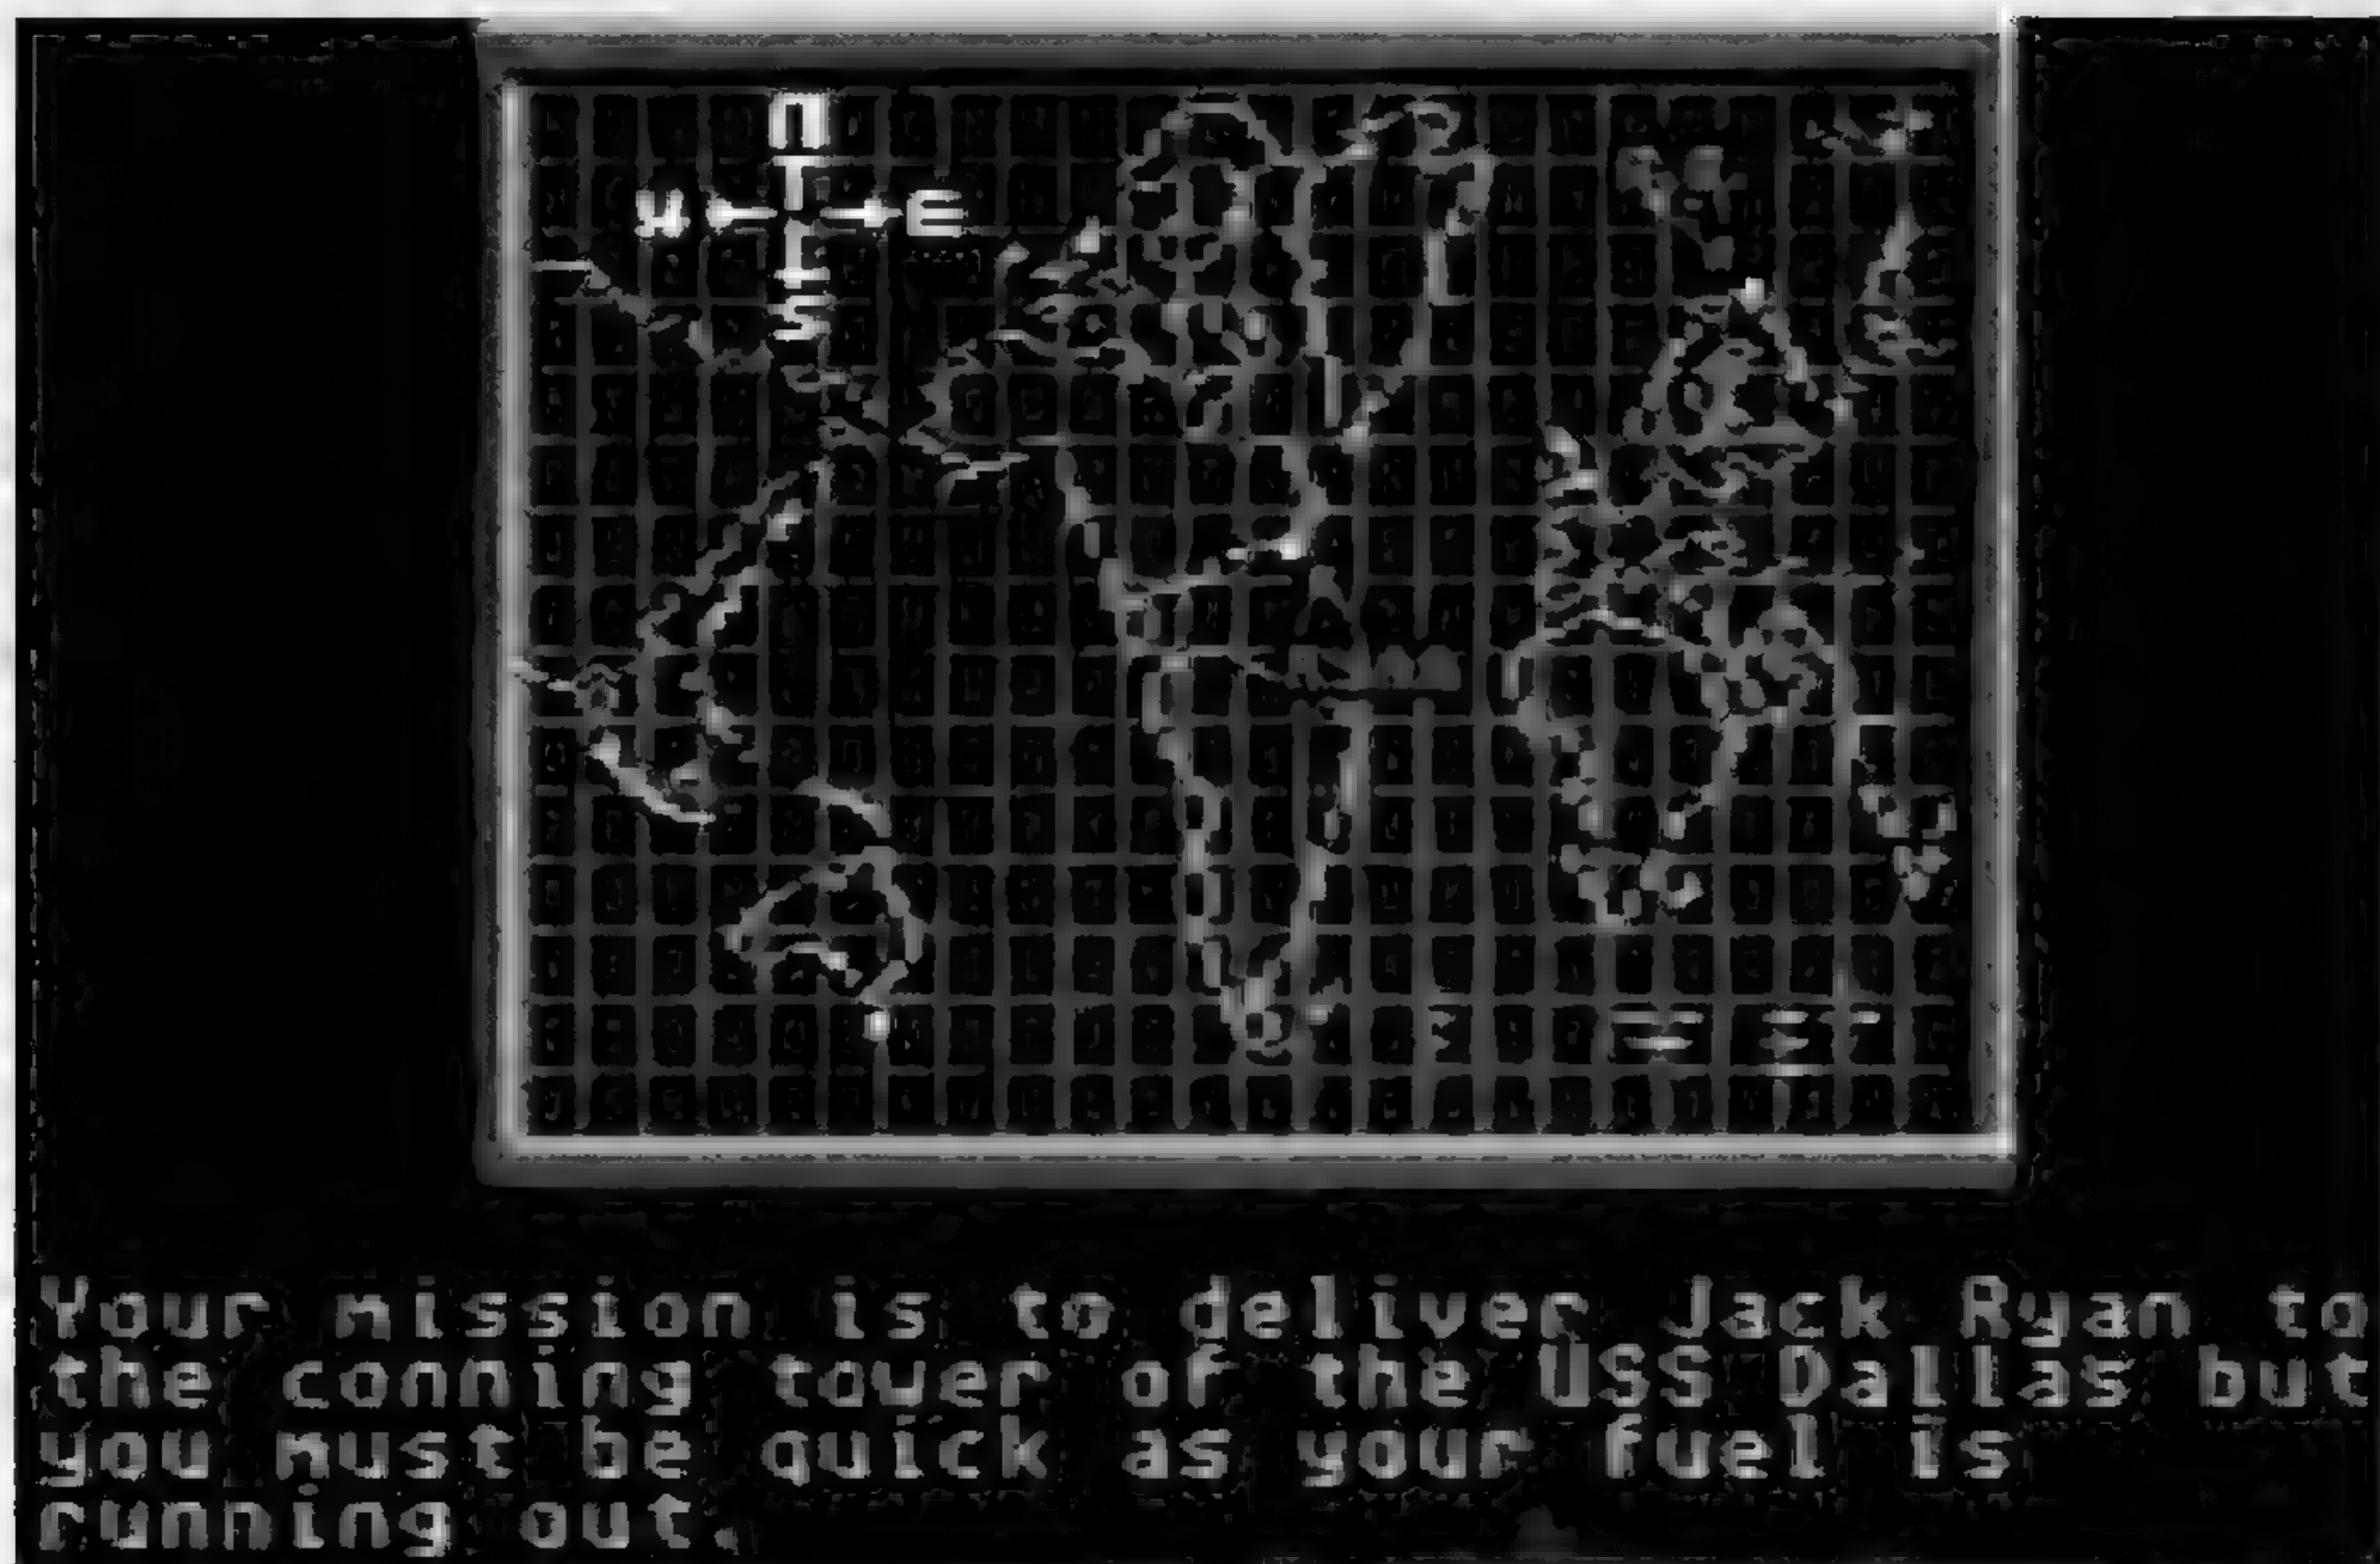 N
W E
S
Your mission is to deliver Jack Ryan to
the conning tower of the USS Dallas but
you must be quick as your fuel is
running out.